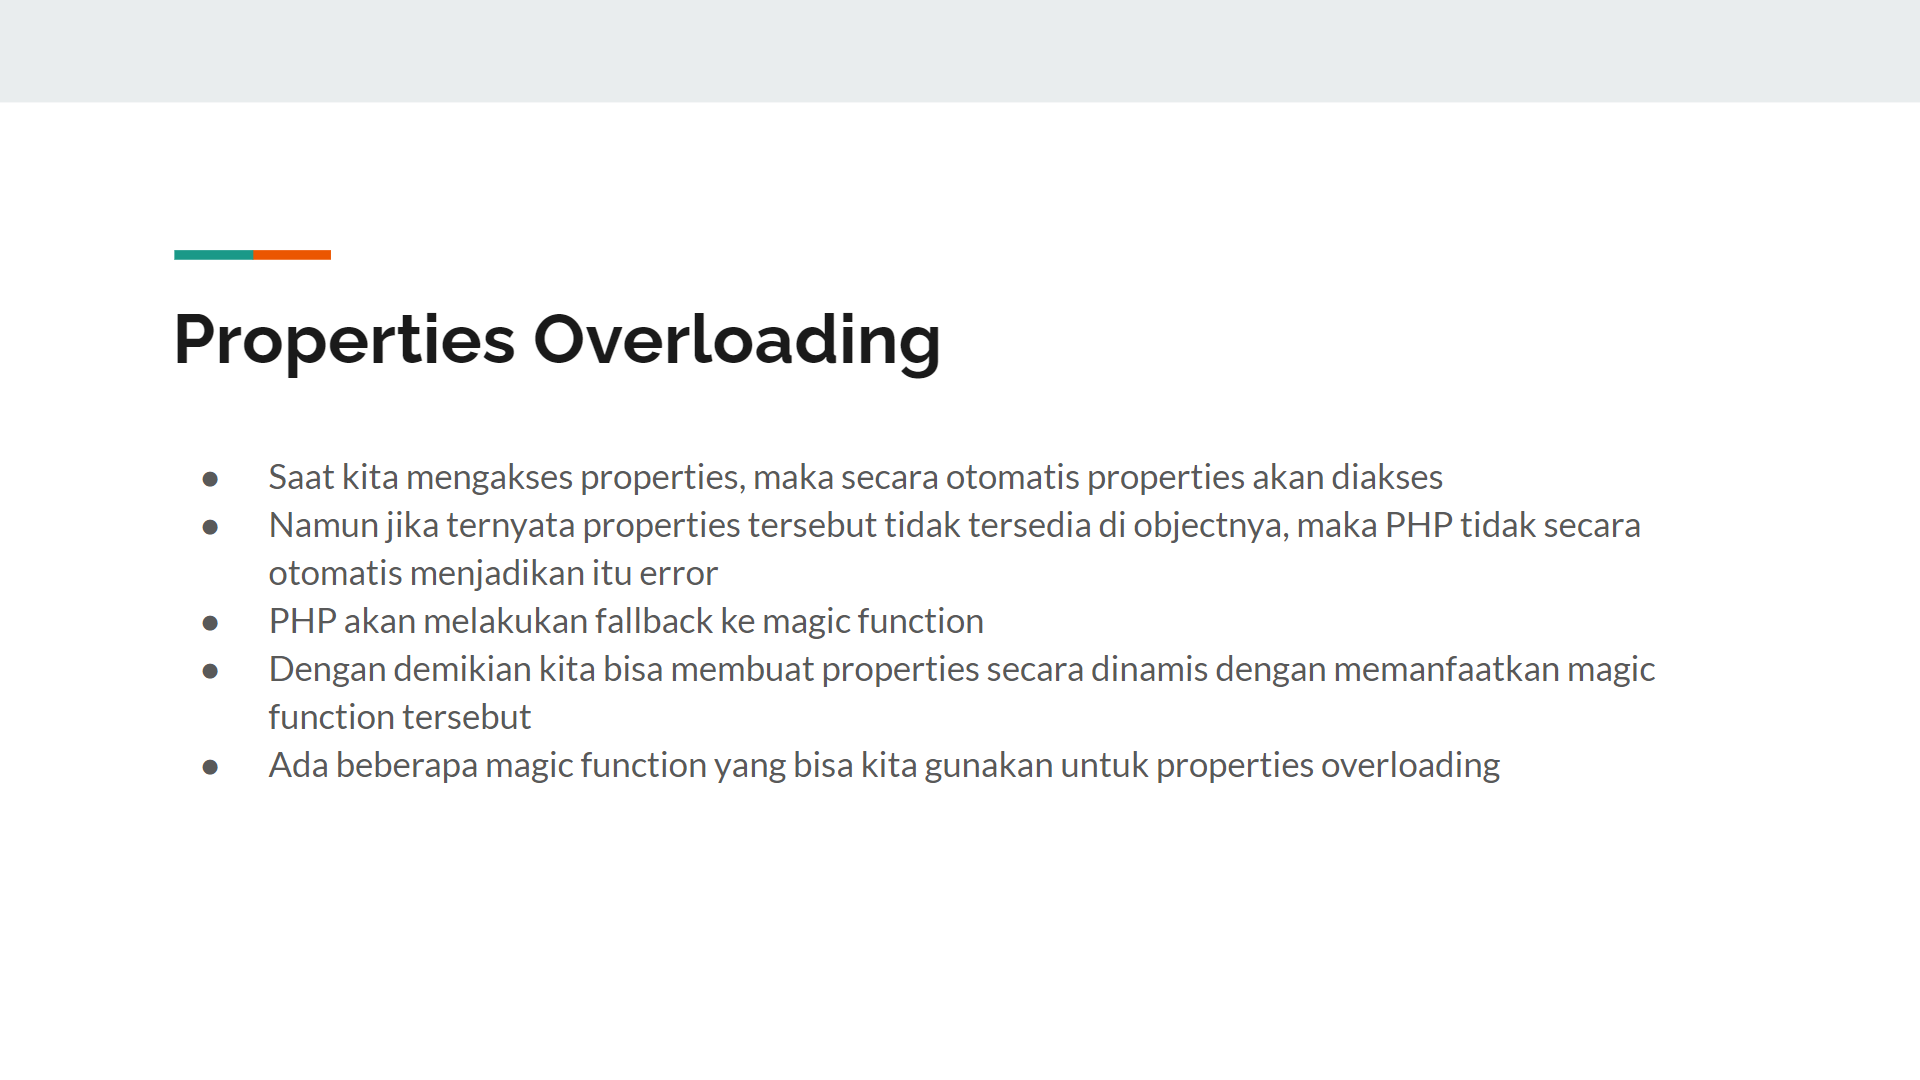 Properties Overloading
● Saat kita mengakses properties, maka secara otomatis properties akan diakses
● Namun jika ternyata properties tersebut tidak tersedia di objectnya, maka PHP tidak secara
otomatis menjadikan itu error
● PHP akan melakukan fallback ke magic function
● Dengan demikian kita bisa membuat properties secara dinamis dengan memanfaatkan magic
function tersebut
● Ada beberapa magic function yang bisa kita gunakan untuk properties overloading